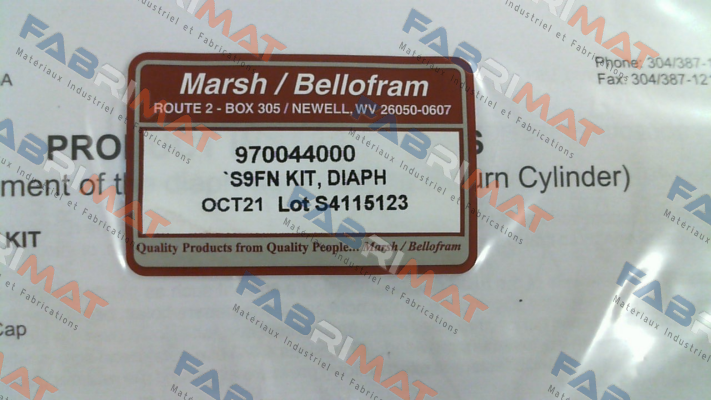 Phone: 304/387-1
Fax: 304/387-12
A
Marsh / Bellofram
ROUTE 2 - BOX 305 / NEWELL, WV 26050-0607
PRO S
970044000
ment of t urn Cylinder)
`S9FN KIT, DIAPH
OCT21 Lot S4115123
KIT
Quality Products from Quality People... Marsh / Bellofram
Cap
FABRIMAT
Matériaux Industriel et Fabrications